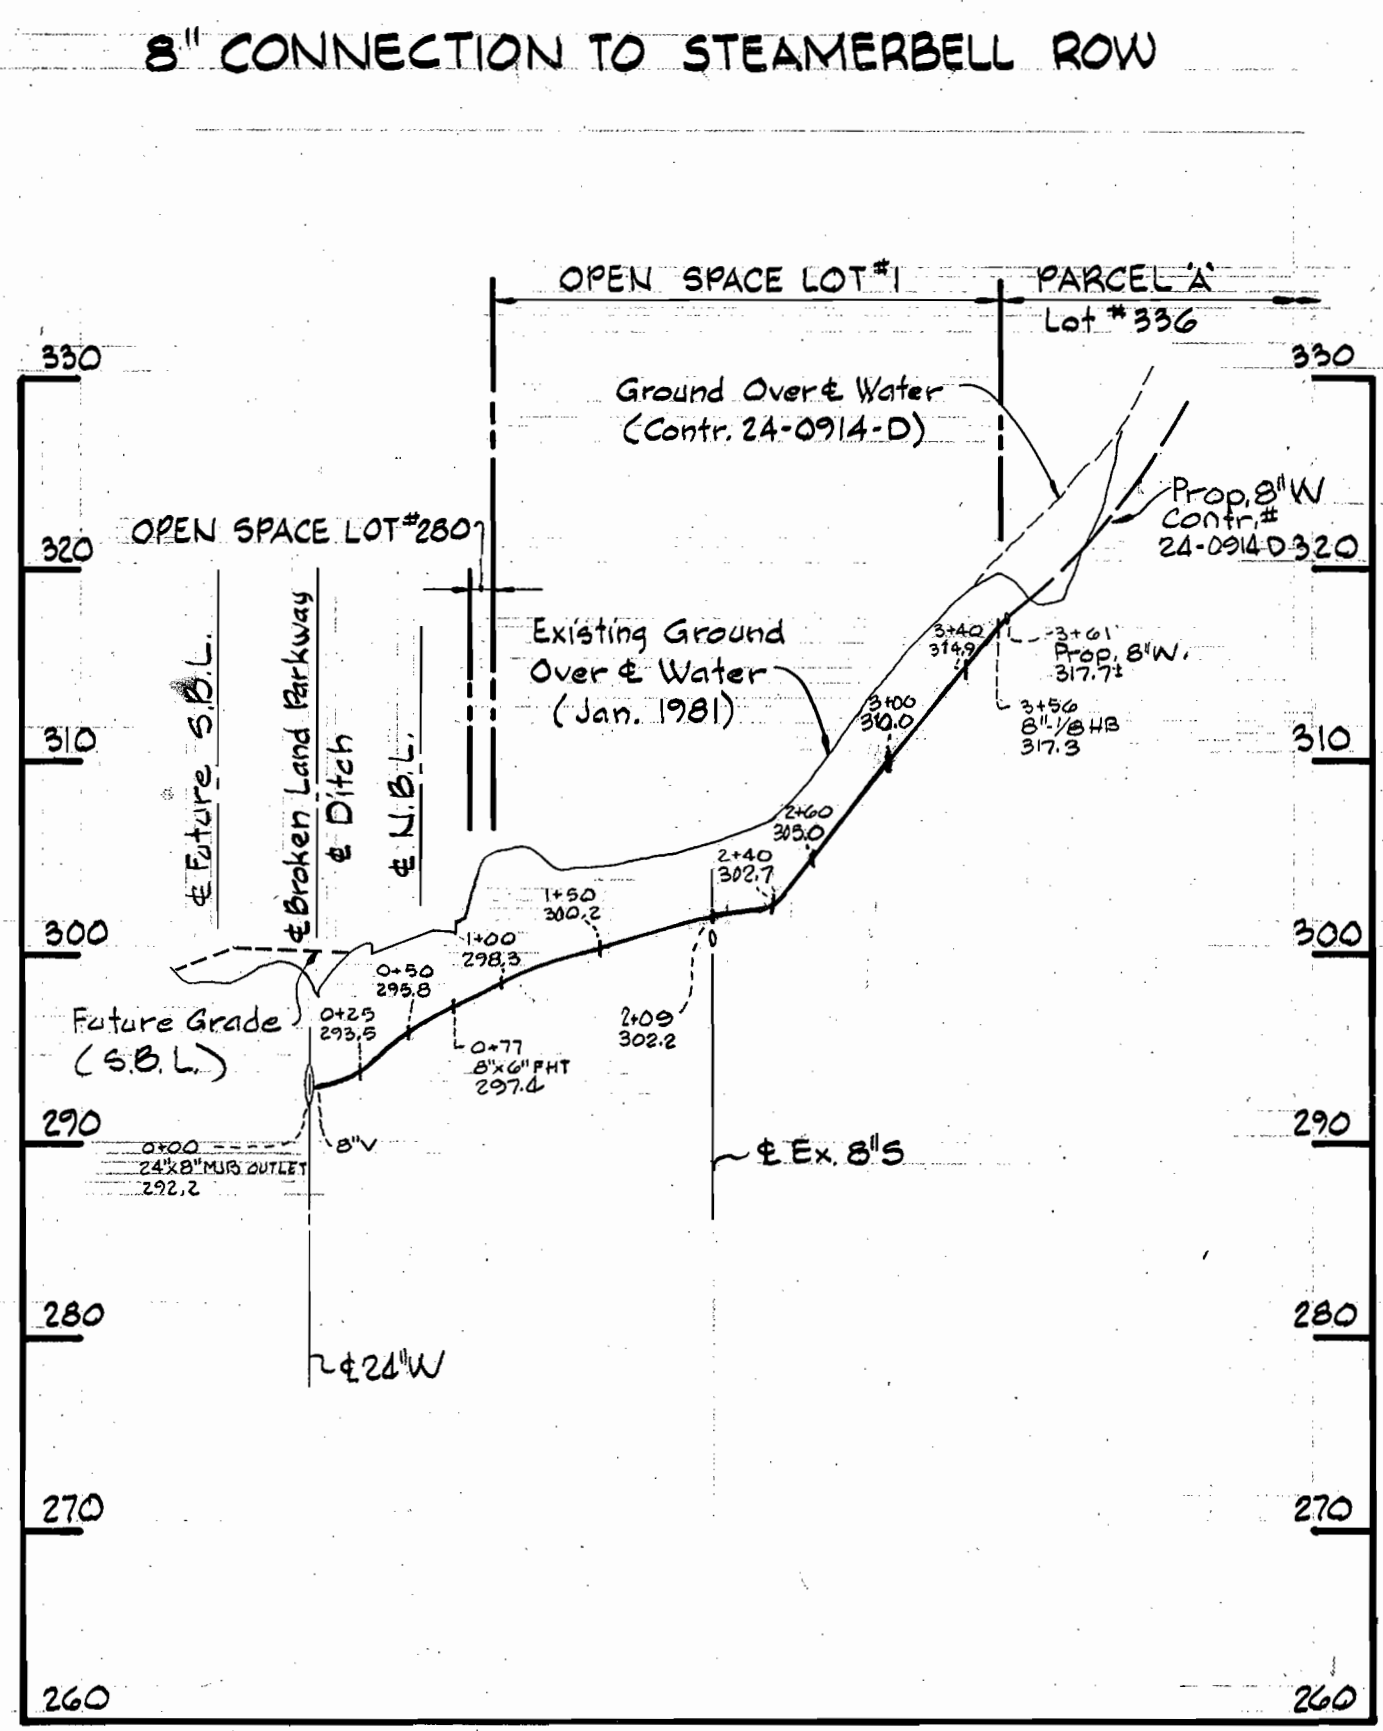 8" CONNECTION TO STEAMERBELL ROW
OPEN SPACE LOT #1
PARCEL 'A'
Lot #336
330
330
Ground Over ℄ Water
(Contr. 24-0914-D)
Prop. 8"W
Contr.#
24-0914 D
OPEN SPACE LOT #280
320
320
℄ Future S.B.L.
℄ Broken Land Parkway
℄ Ditch
℄ N.B.L.
Existing Ground
Over ℄ Water
(Jan. 1981)
3+40
314.9
3+61
Prop. 8"W.
317.7±
3+56
8"-1/8 HB
317.3
3+00
310.0
310
310
2+60
305.0
2+40
302.7
1+50
300.2
300
300
1+00
298.3
0+50
295.8
0+25
293.5
Future Grade
(S.B.L.)
2+09
302.2
0+77
8"x6" FHT
297.4
290
290
0+00
24"x8" MJB OUTLET
292.2
8"V
℄ Ex. 8"S
280
280
℄ 24"W
270
270
260
260